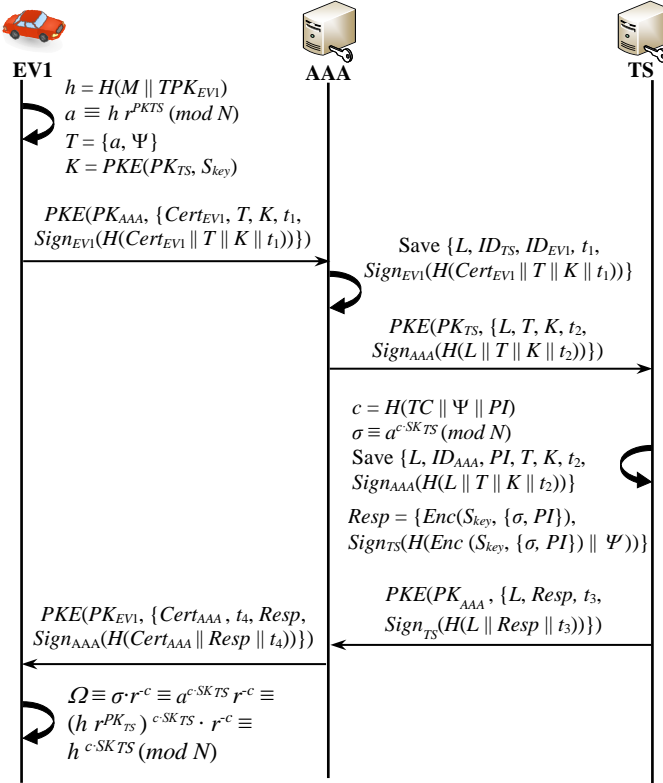 EV1
AAA
TS
h = H(M || TPK_EV1)
a ≡ h r^PKTS (mod N)
T = {a, Ψ}
K = PKE(PK_TS, S_key)
PKE(PK_AAA, {Cert_EV1, T, K, t_1,
Sign_EV1(H(Cert_EV1 || T || K || t_1))})
Save {L, ID_TS, ID_EV1, t_1,
Sign_EV1(H(Cert_EV1 || T || K || t_1))}
PKE(PK_TS, {L, T, K, t_2,
Sign_AAA(H(L || T || K || t_2))})
c = H(TC || Ψ || PI)
σ ≡ a^c·SK_TS (mod N)
Save {L, ID_AAA, PI, T, K, t_2,
Sign_AAA(H(L || T || K || t_2))}
Resp = {Enc(S_key, {σ, PI}),
Sign_TS(H(Enc (S_key, {σ, PI}) || Ψ))}
PKE(PK_AAA, {L, Resp, t_3,
Sign_TS(H(L || Resp || t_3))})
PKE(PK_EV1, {Cert_AAA , t_4, Resp,
Sign_AAA(H(Cert_AAA || Resp || t_4))})
Ω ≡ σ·r^-c ≡ a^c·SK_TS r^-c ≡
(h r^PK_TS) ^c·SK_TS · r^-c ≡
h ^c·SK_TS (mod N)